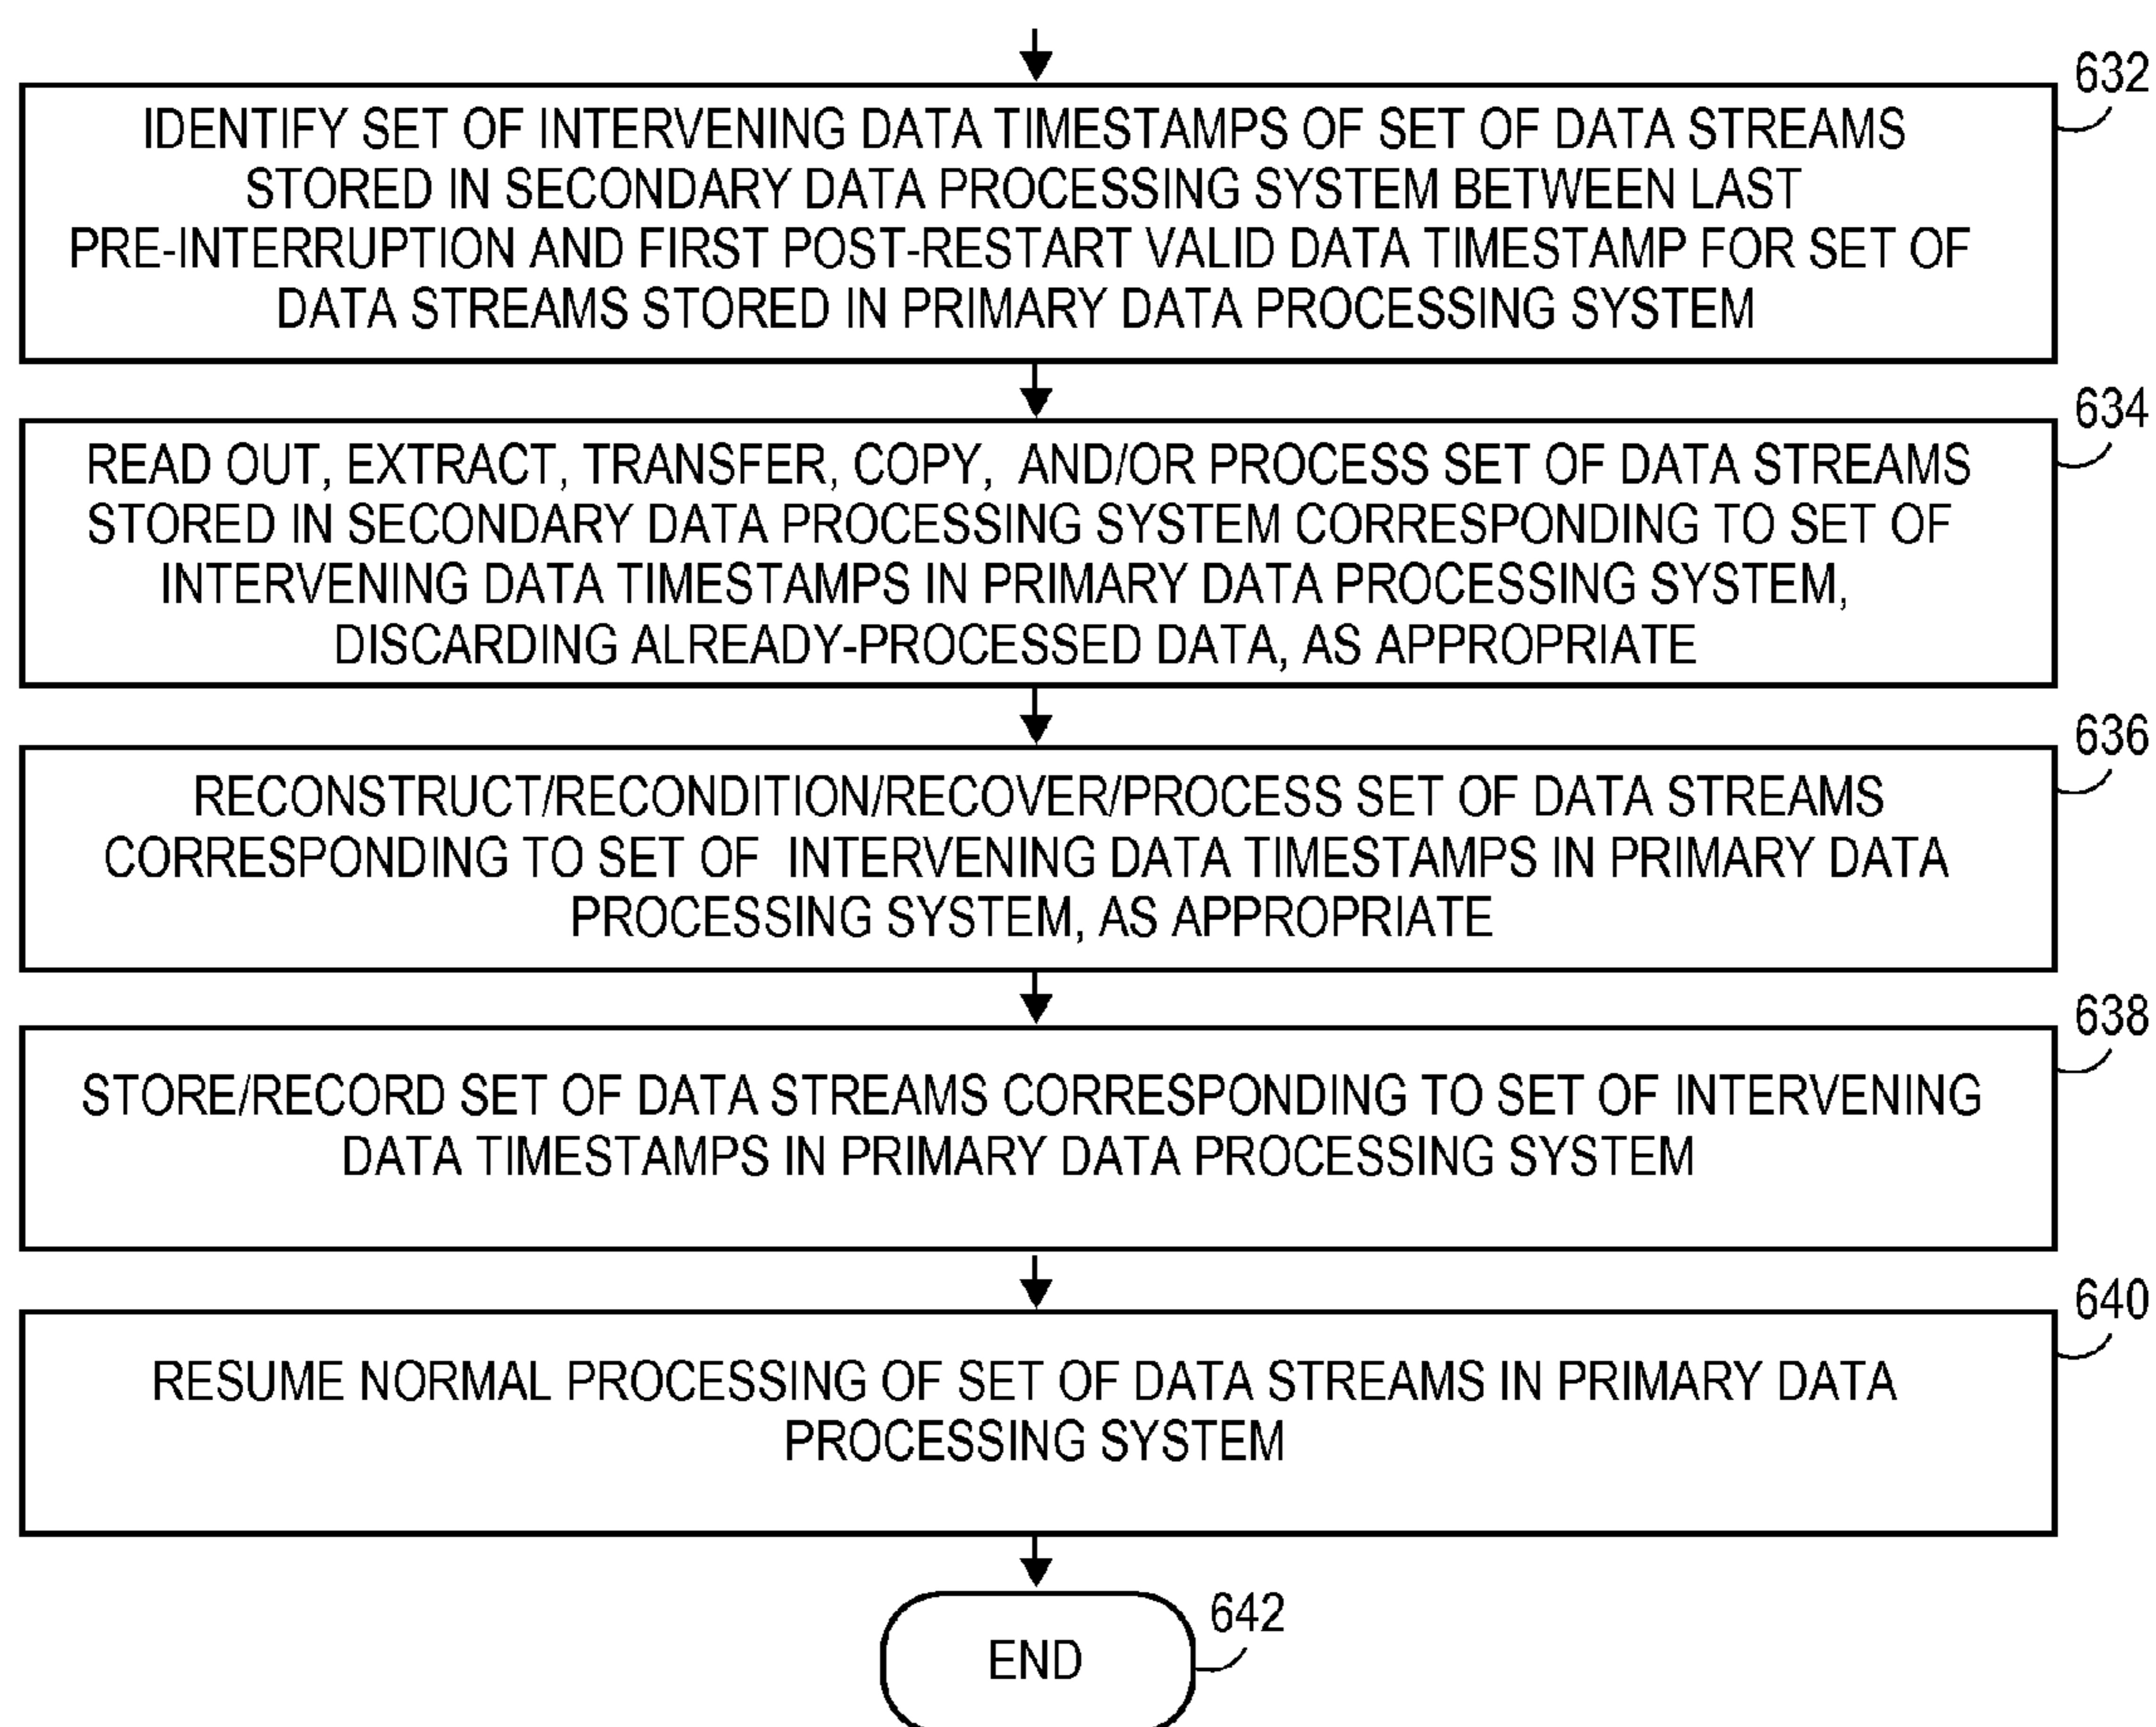 632
IDENTIFY SET OF INTERVENING DATA TIMESTAMPS OF SET OF DATA STREAMS
STORED IN SECONDARY DATA PROCESSING SYSTEM BETWEEN LAST
PRE-INTERRUPTION AND FIRST POST-RESTART VALID DATA TIMESTAMP FOR SET OF
DATA STREAMS STORED IN PRIMARY DATA PROCESSING SYSTEM
634
READ OUT, EXTRACT, TRANSFER, COPY, AND/OR PROCESS SET OF DATA STREAMS
STORED IN SECONDARY DATA PROCESSING SYSTEM CORRESPONDING TO SET OF
INTERVENING DATA TIMESTAMPS IN PRIMARY DATA PROCESSING SYSTEM,
DISCARDING ALREADY-PROCESSED DATA, AS APPROPRIATE
636
RECONSTRUCT/RECONDITION/RECOVER/PROCESS SET OF DATA STREAMS
CORRESPONDING TO SET OF INTERVENING DATA TIMESTAMPS IN PRIMARY DATA
PROCESSING SYSTEM, AS APPROPRIATE
638
STORE/RECORD SET OF DATA STREAMS CORRESPONDING TO SET OF INTERVENING
DATA TIMESTAMPS IN PRIMARY DATA PROCESSING SYSTEM
640
RESUME NORMAL PROCESSING OF SET OF DATA STREAMS IN PRIMARY DATA
PROCESSING SYSTEM
642
END